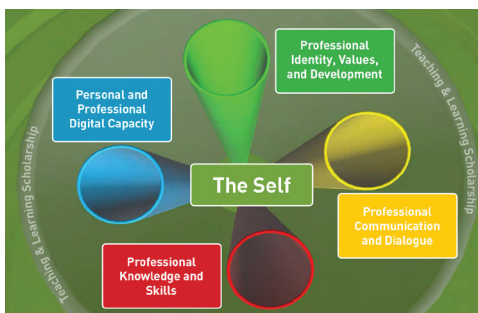 Professional
Identity, Values,
and Development
Personal and
Professional
Digital Capacity
Teaching & Learning Scholarship
The Self
Professional
Communication
and Dialogue
Professional
Knowledge and
Skills
Teaching & Learning Scholarship